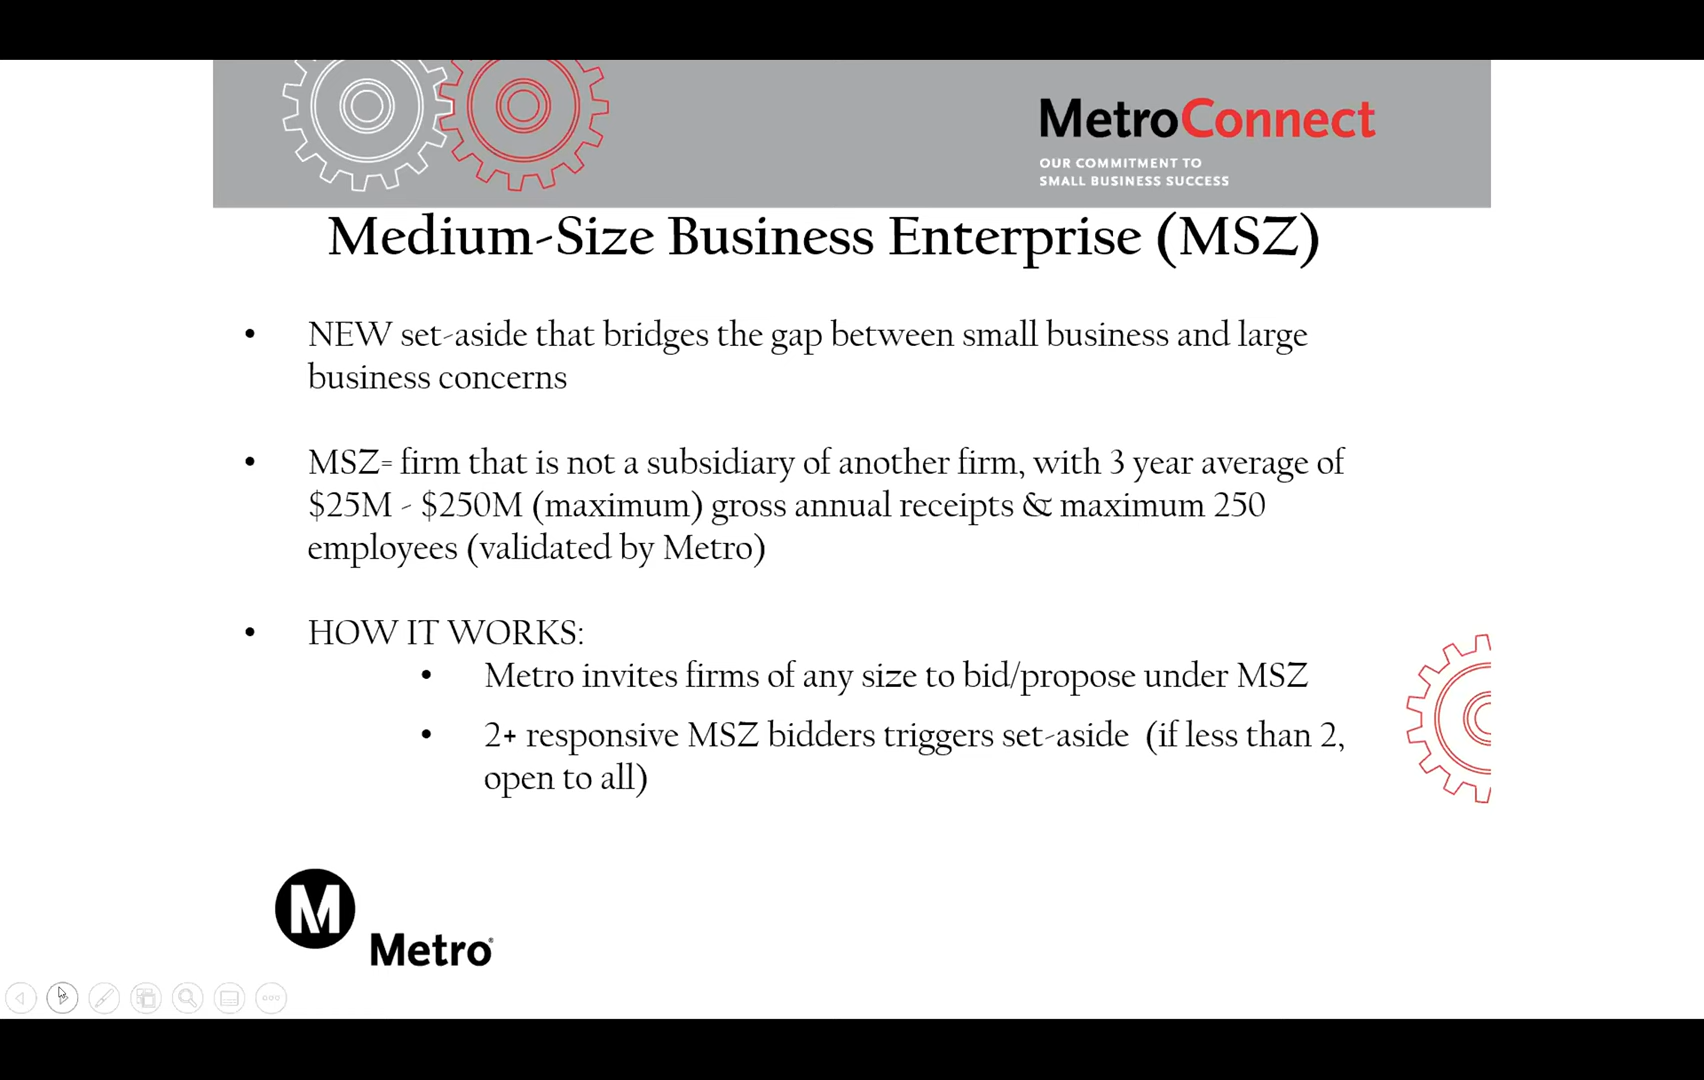 MetroConnect
OUR COMMITMENT TO
SMALL BUSINESS SUCCESS
Medium-Size Business Enterprise (MSZ)
• NEW set-aside that bridges the gap between small business and large
business concerns
• MSZ= firm that is not a subsidiary of another firm, with 3 year average of
$25M - $250M (maximum) gross annual receipts & maximum 250
employees (validated by Metro)
• HOW IT WORKS:
• Metro invites firms of any size to bid/propose under MSZ
• 2+ responsive MSZ bidders triggers set-aside (if less than 2,
open to all)
M
Metro®